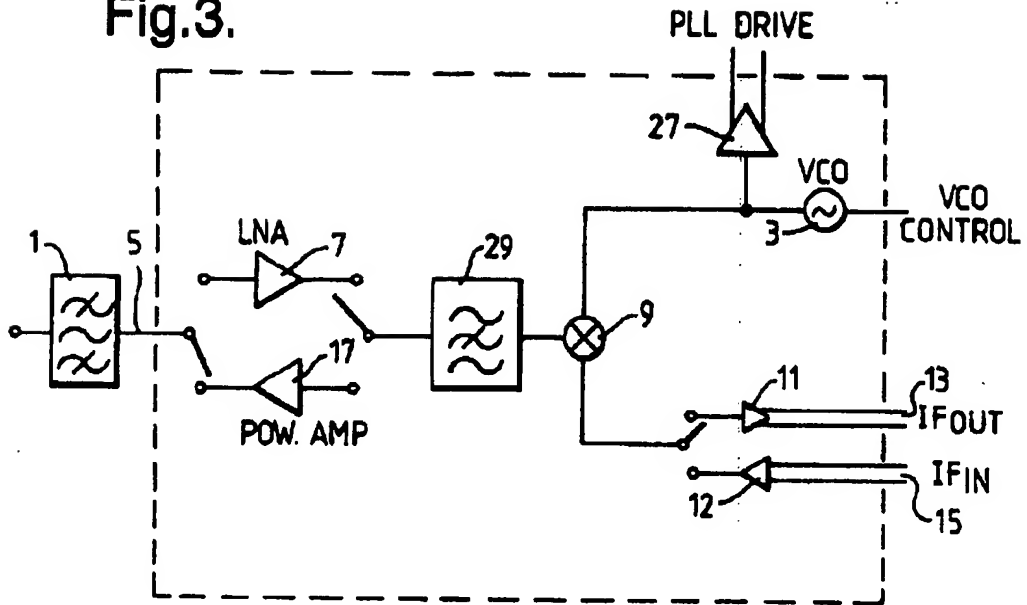 Fig.3.
PLL DRIVE
27
VCO
3
VCO
CONTROL
1
5
LNA
7
29
9
17
POW. AMP
11
13
IFOUT
IFIN
12
15